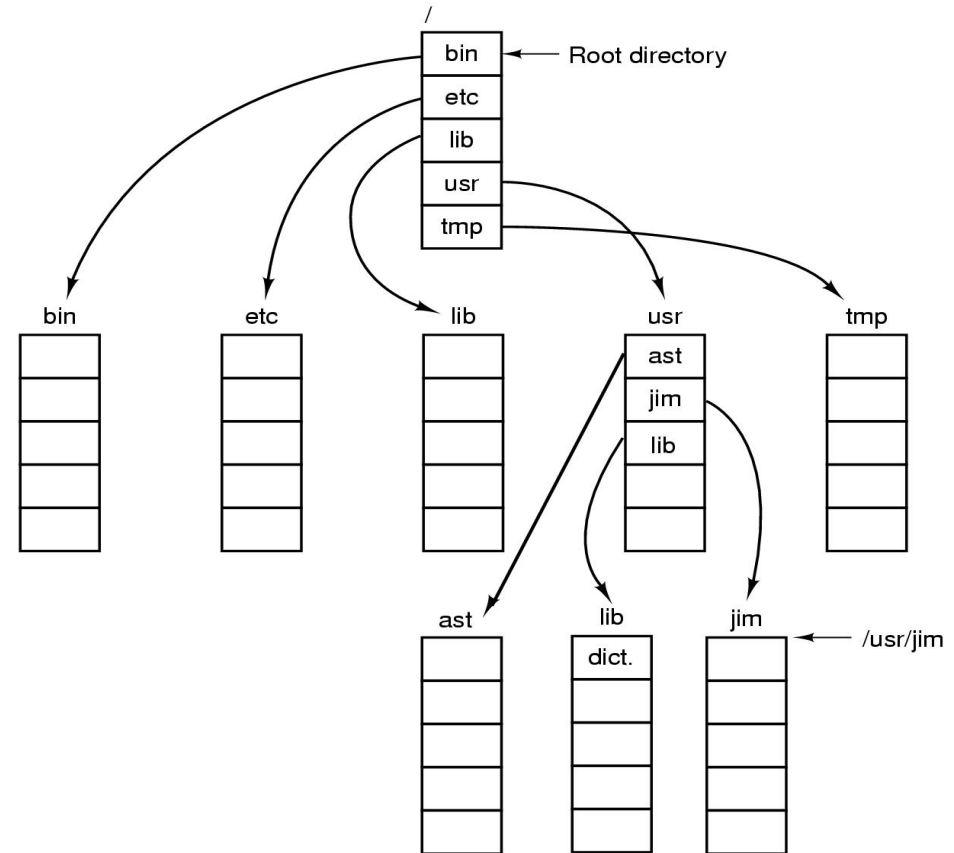 /
bin
Root directory
etc
lib
usr
tmp
bin
etc
lib
usr
tmp
ast
jim
lib
ast
lib
jim
dict.
/usr/jim